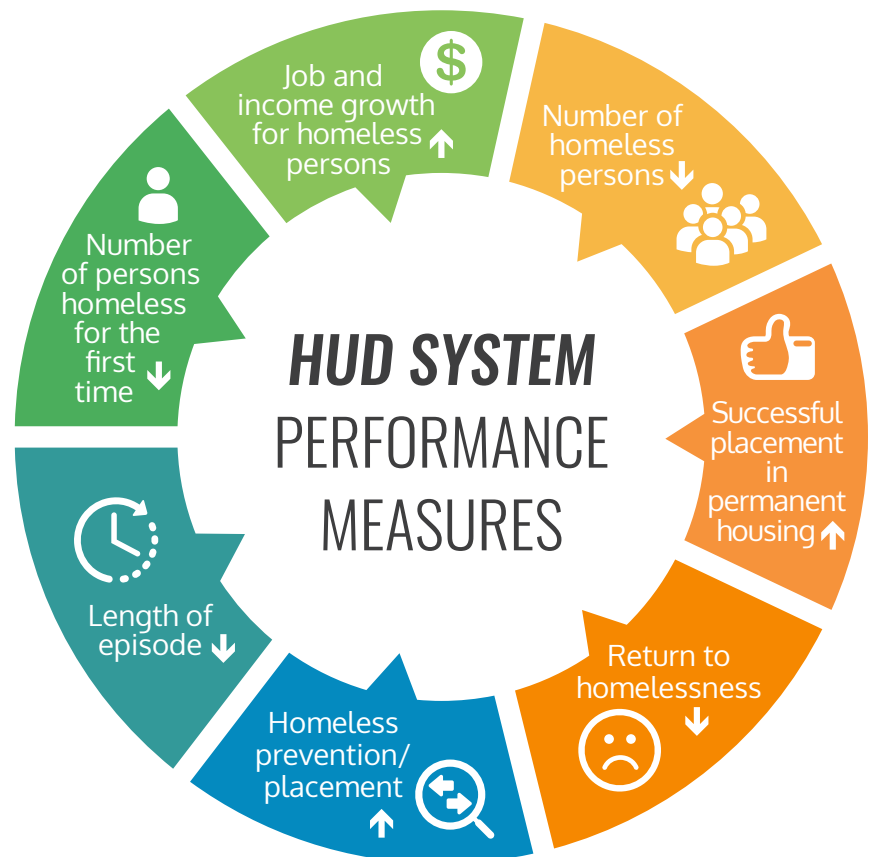 HUD SYSTEM
PERFORMANCE
MEASURES
Job and
income growth
for homeless
persons
$
Number of
homeless
persons
Successful
placement
in
permanent
housing
Return to
homelessness
Homeless
prevention/
placement
Length of
episode
Number
of persons
homeless
for the
first
time